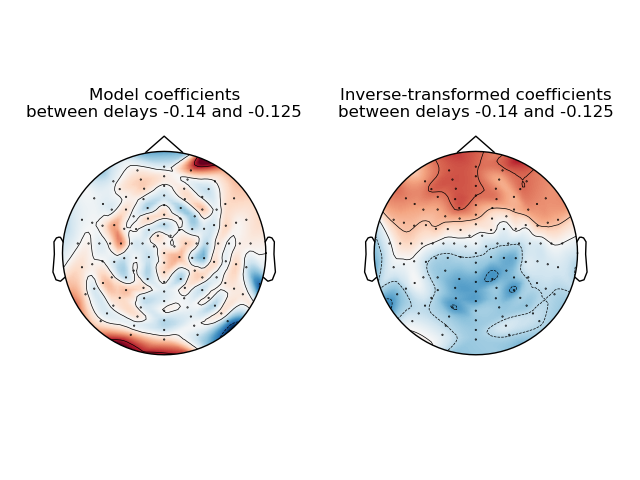 Model coefficients
between delays -0.14 and -0.125
Inverse-transformed coefficients
between delays -0.14 and -0.125